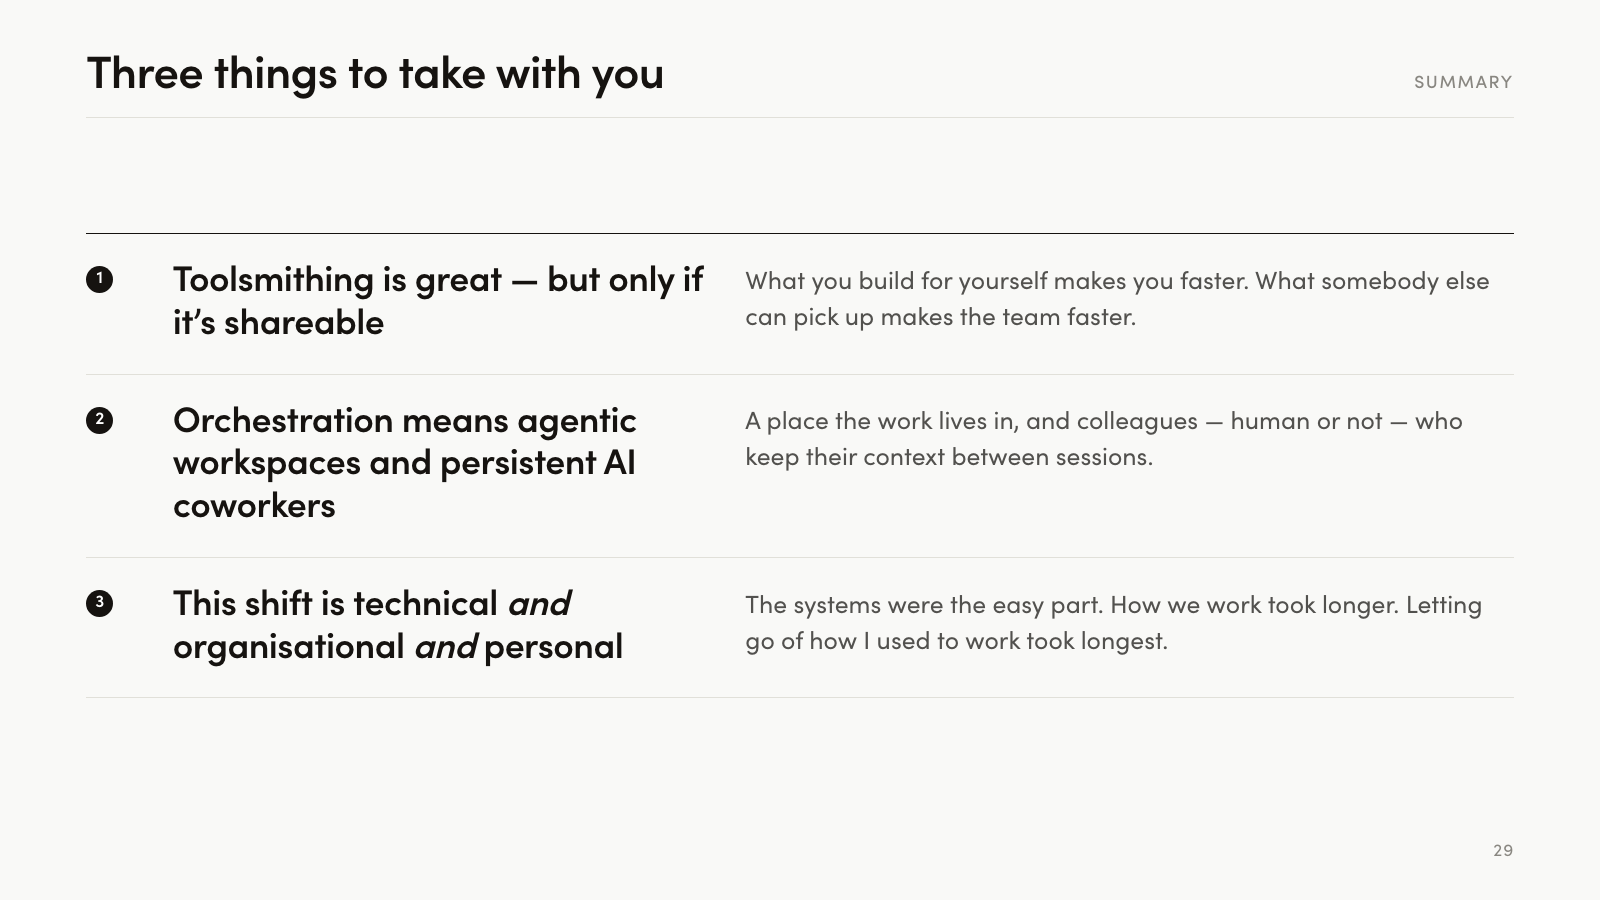 Three things to take with you
SUMMARY
1
Toolsmithing is great — but only if
it’s shareable
What you build for yourself makes you faster. What somebody else
can pick up makes the team faster.
2
Orchestration means agentic
workspaces and persistent AI
coworkers
A place the work lives in, and colleagues — human or not — who
keep their context between sessions.
3
This shift is technical and
organisational and personal
The systems were the easy part. How we work took longer. Letting
go of how I used to work took longest.
29